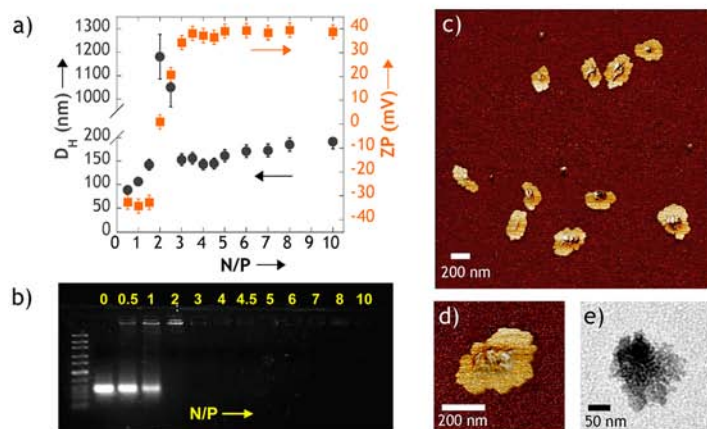 a)
1300
1200
1100
1000
200
150
100
50
0
D_H (nm)
40
30
20
10
0
-10
-20
-30
-40
ZP (mV)
0 1 2 3 4 5 6 7 8 9 10
N/P
b)
0 0.5 1 2 3 4 4.5 5 6 7 8 10
N/P
c)
200 nm
d)
200 nm
e)
50 nm